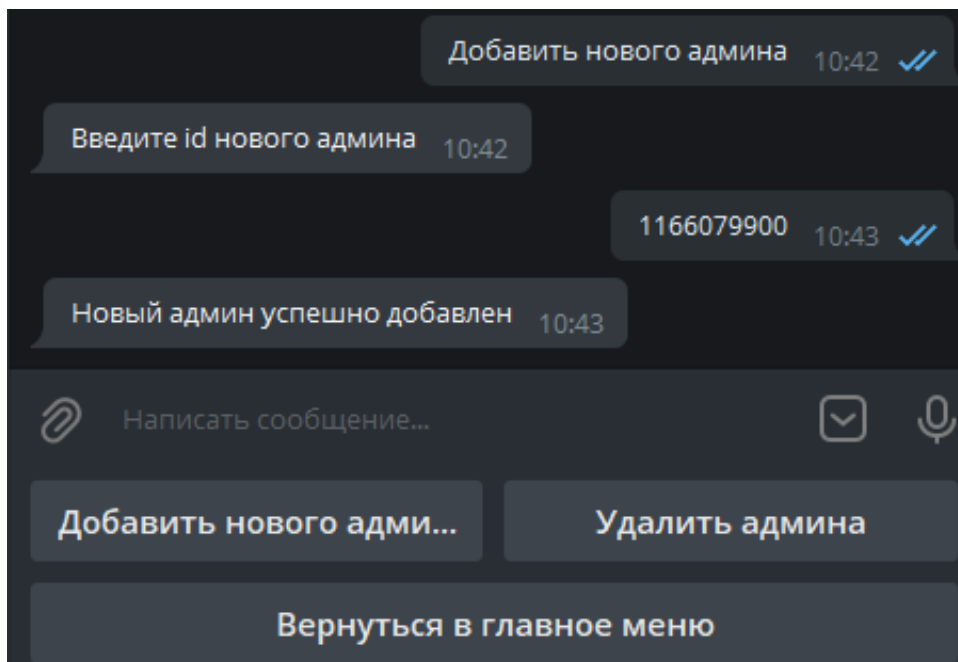 Добавить нового админа 10:42
Введите id нового админа 10:42
1166079900 10:43
Новый админ успешно добавлен 10:43
Написать сообщение...
Добавить нового адми... Удалить админа
Вернуться в главное меню